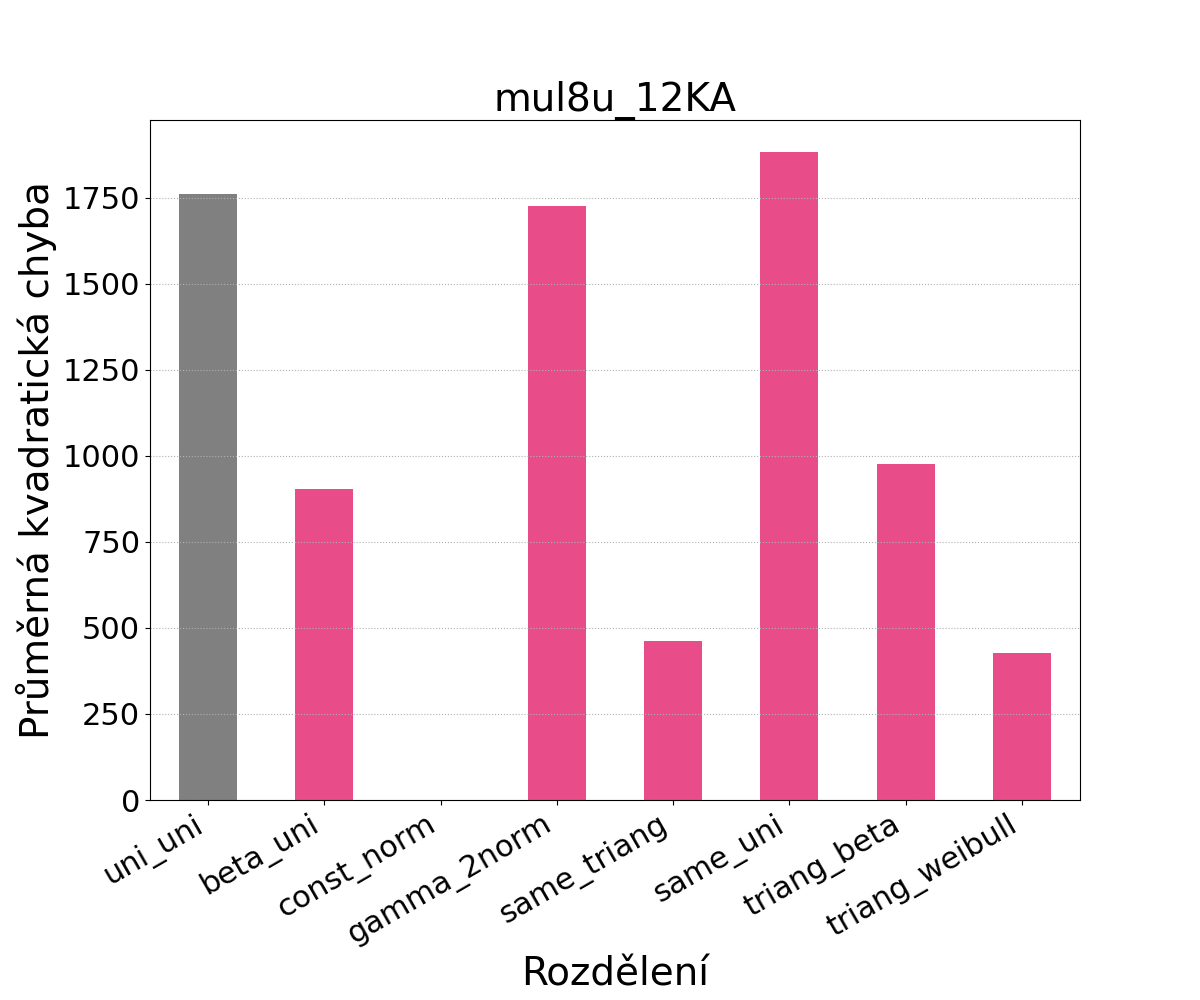 mul8u_12KA
Průměrná kvadratická chyba
1750
1500
1250
1000
750
500
250
0
uni_uni
beta_uni
const_norm
gamma_2norm
same_triang
same_uni
triang_beta
triang_weibull
Rozdělení